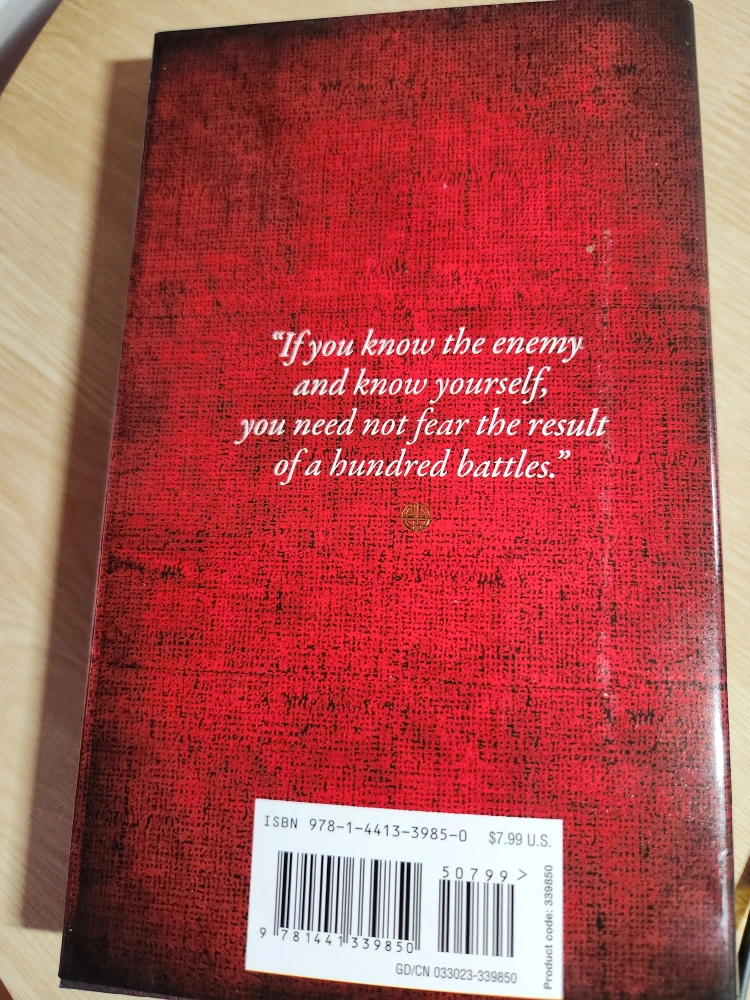 “If you know the enemy
and know yourself,
you need not fear the result
of a hundred battles.”
ISBN 978-1-4413-3985-0 $7.99 U.S.
50799 >
9 781441 339850
GD/CN 033023-339850
Product code: 339850